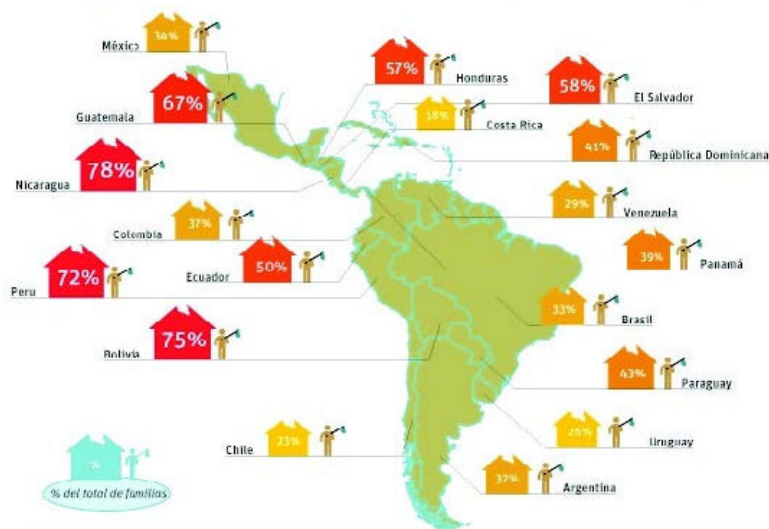 34%
México
57%
Honduras
58%
El Salvador
67%
Guatemala
18%
Costa Rica
41%
República Dominicana
78%
Nicaragua
29%
Venezuela
37%
Colombia
39%
Panamá
50%
Ecuador
72%
Peru
33%
Brasil
75%
Bolivia
43%
Paraguay
23%
Chile
26%
Uruguay
Argentina
% del total de familias